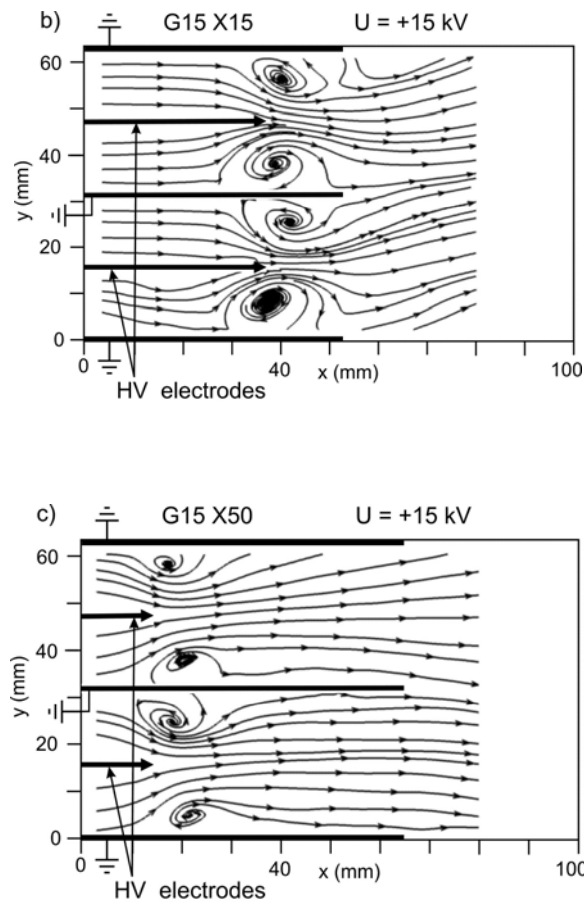 b) G15 X15 U = +15 kV
60
40
20
0
y (mm)
0 40 100
x (mm)
HV electrodes
c) G15 X50 U = +15 kV
60
40
20
0
y (mm)
0 40 100
x (mm)
HV electrodes